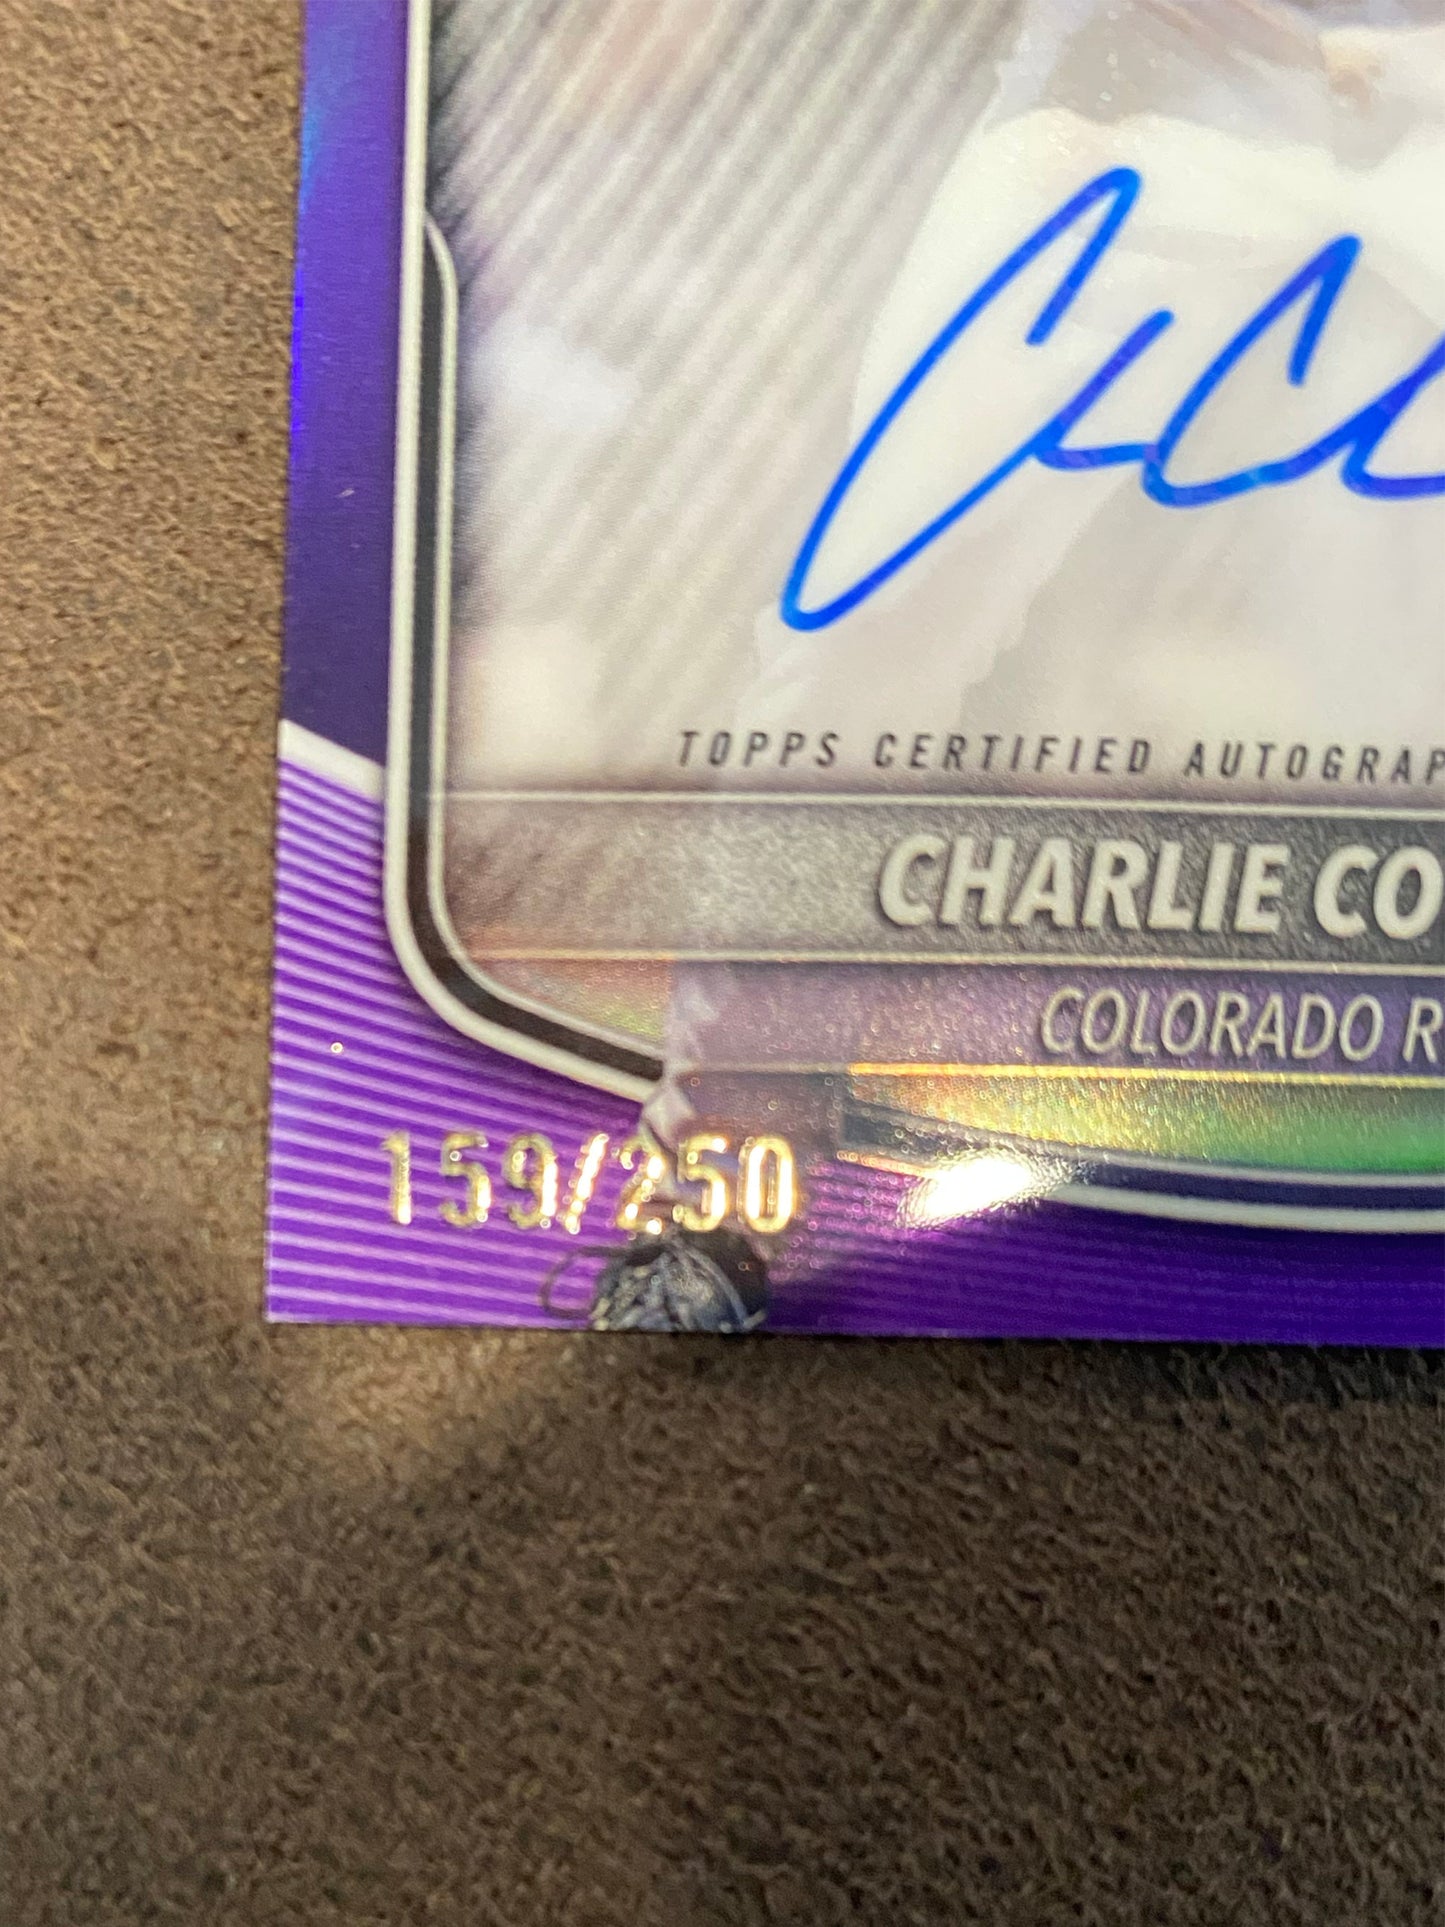 TOPPS CERTIFIED AUTOGRAP
CHARLIE CO
COLORADO R
159/250